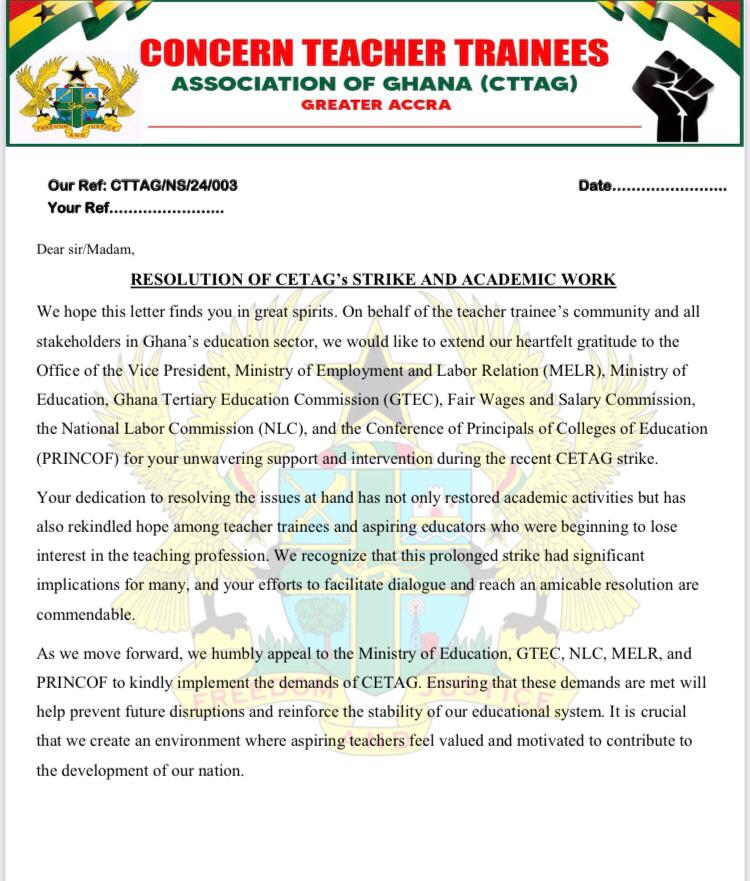 CONCERN TEACHER TRAINEES
ASSOCIATION OF GHANA (CTTAG)
GREATER ACCRA
FREEDOM AND JUSTICE
Our Ref: CTTAG/NS/24/003
Date........................
Your Ref........................
Dear sir/Madam,
RESOLUTION OF CETAG's STRIKE AND ACADEMIC WORK
We hope this letter finds you in great spirits. On behalf of the teacher trainee's community and all
stakeholders in Ghana's education sector, we would like to extend our heartfelt gratitude to the
Office of the Vice President, Ministry of Employment and Labor Relation (MELR), Ministry of
Education, Ghana Tertiary Education Commission (GTEC), Fair Wages and Salary Commission,
the National Labor Commission (NLC), and the Conference of Principals of Colleges of Education
(PRINCOF) for your unwavering support and intervention during the recent CETAG strike.
Your dedication to resolving the issues at hand has not only restored academic activities but has
also rekindled hope among teacher trainees and aspiring educators who were beginning to lose
interest in the teaching profession. We recognize that this prolonged strike had significant
implications for many, and your efforts to facilitate dialogue and reach an amicable resolution are
commendable.
As we move forward, we humbly appeal to the Ministry of Education, GTEC, NLC, MELR, and
PRINCOF to kindly implement the demands of CETAG. Ensuring that these demands are met will
help prevent future disruptions and reinforce the stability of our educational system. It is crucial
that we create an environment where aspiring teachers feel valued and motivated to contribute to
the development of our nation.
FREEDOM AND JUSTICE